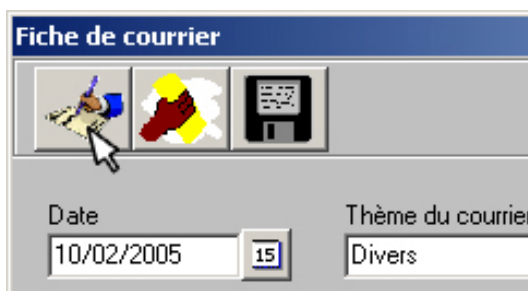 Fiche de courrier
Date
Thème du courrier
10/02/2005
15
Divers